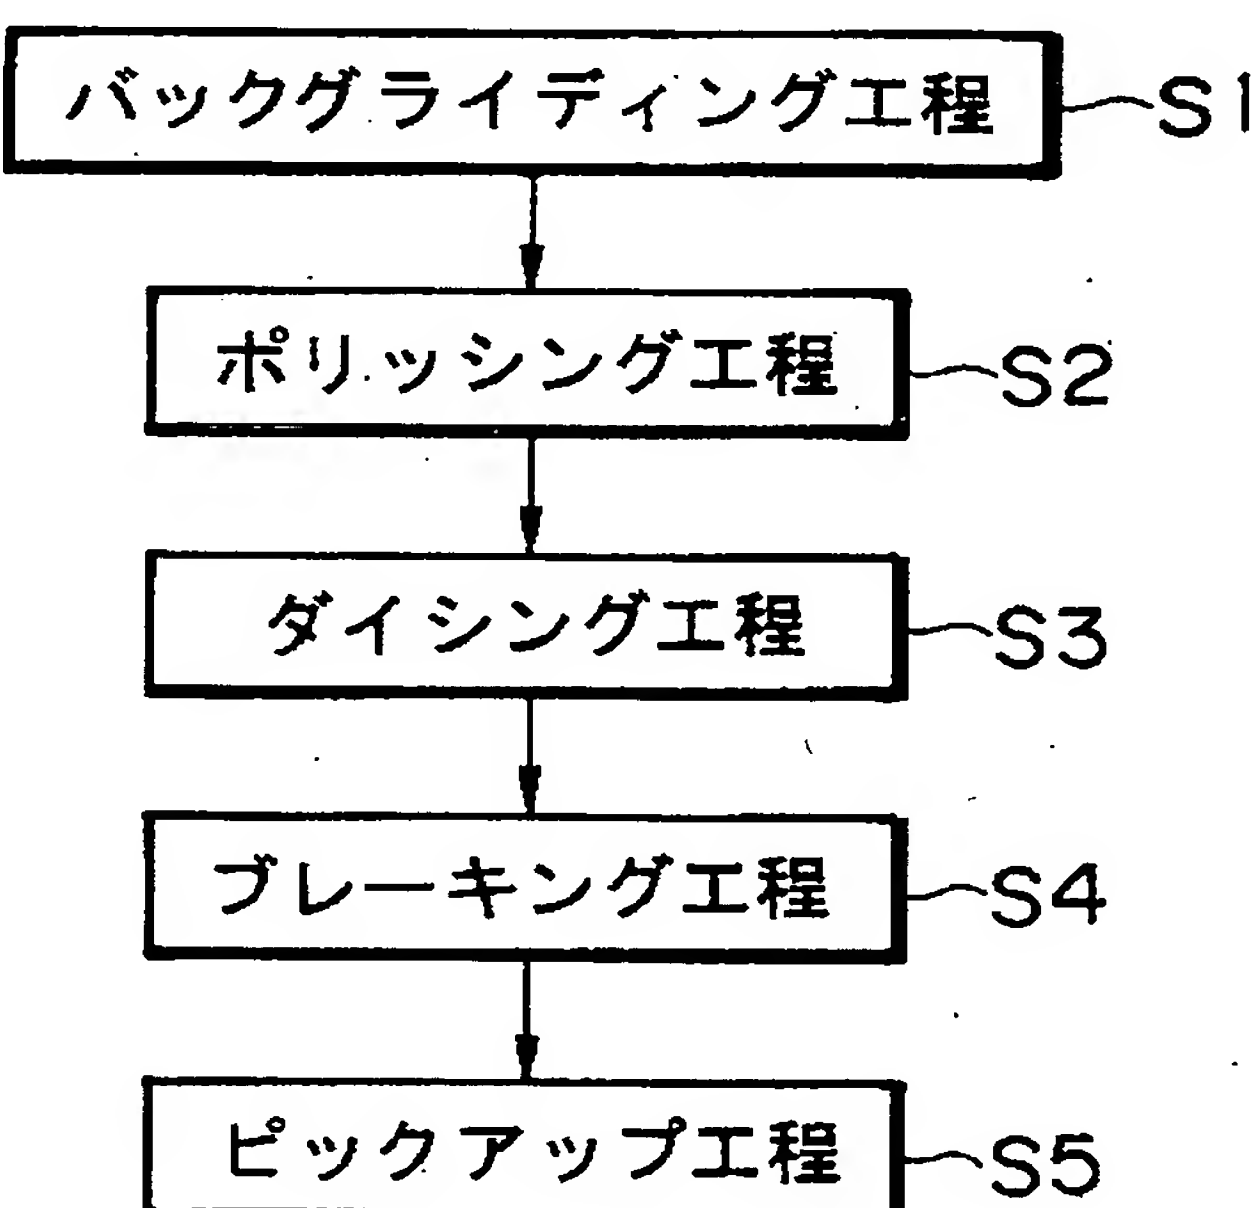 バックグライディング工程 S1
ポリッシング工程 S2
ダイシング工程 S3
ブレーキング工程 S4
ピックアップ工程 S5